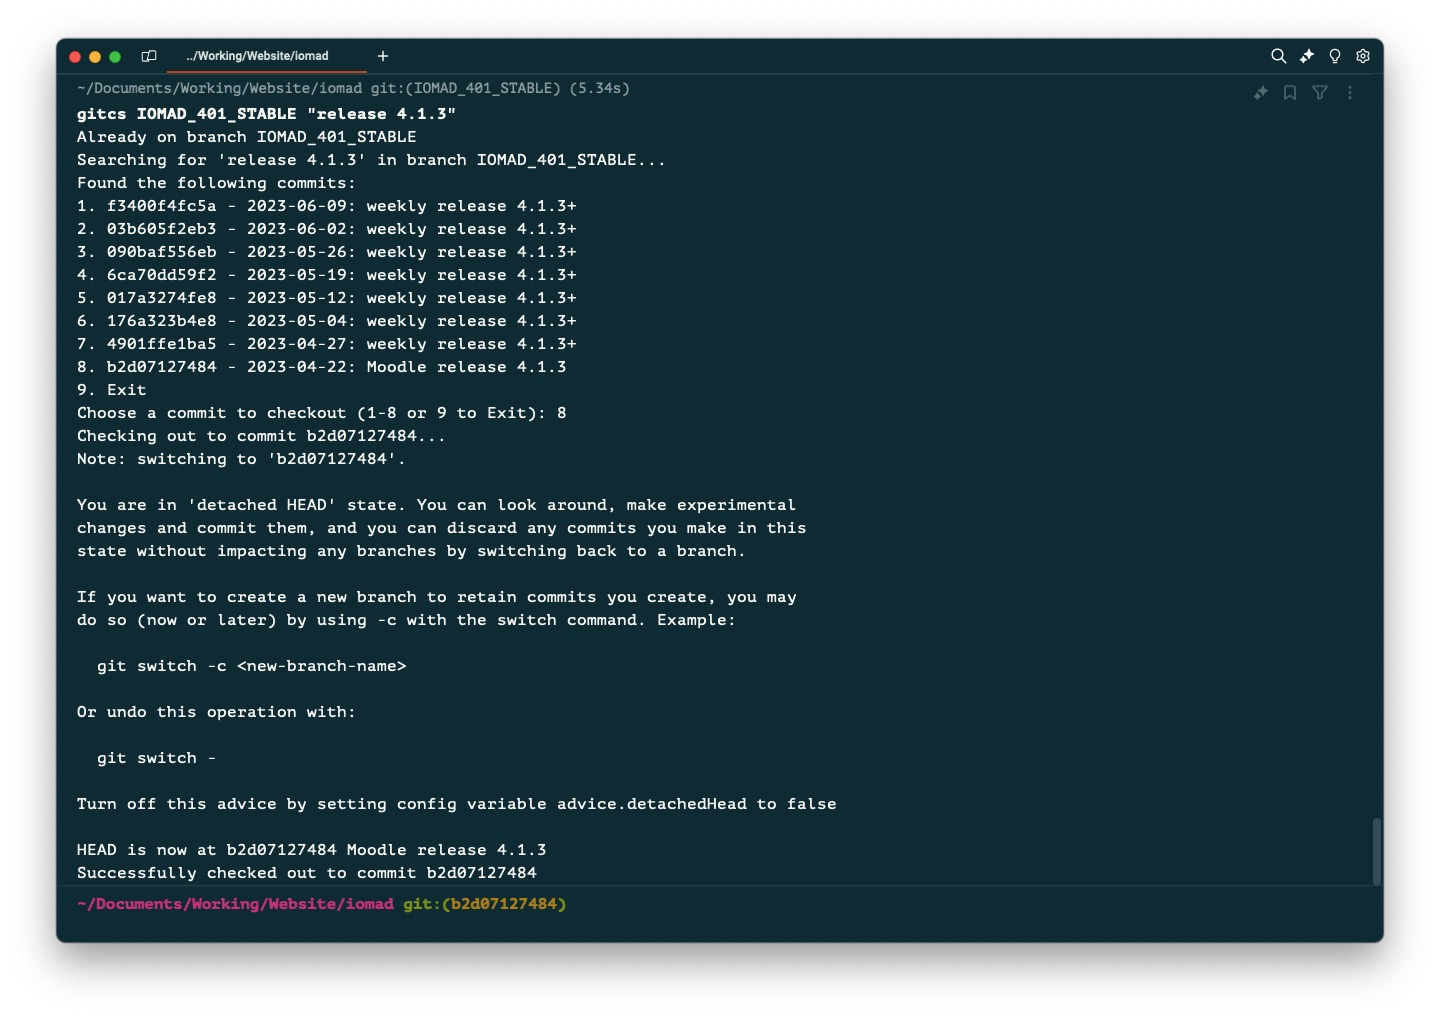 ../Working/Website/iomad
~/Documents/Working/Website/iomad git:(IOMAD_401_STABLE) (5.34s)
gitcs IOMAD_401_STABLE "release 4.1.3"
Already on branch IOMAD_401_STABLE
Searching for 'release 4.1.3' in branch IOMAD_401_STABLE...
Found the following commits:
1. f3400f4fc5a - 2023-06-09: weekly release 4.1.3+
2. 03b605f2eb3 - 2023-06-02: weekly release 4.1.3+
3. 090baf556eb - 2023-05-26: weekly release 4.1.3+
4. 6ca70dd59f2 - 2023-05-19: weekly release 4.1.3+
5. 017a3274fe8 - 2023-05-12: weekly release 4.1.3+
6. 176a323b4e8 - 2023-05-04: weekly release 4.1.3+
7. 4901ffe1ba5 - 2023-04-27: weekly release 4.1.3+
8. b2d07127484 - 2023-04-22: Moodle release 4.1.3
9. Exit
Choose a commit to checkout (1-8 or 9 to Exit): 8
Checking out to commit b2d07127484...
Note: switching to 'b2d07127484'.
You are in 'detached HEAD' state. You can look around, make experimental
changes and commit them, and you can discard any commits you make in this
state without impacting any branches by switching back to a branch.
If you want to create a new branch to retain commits you create, you may
do so (now or later) by using -c with the switch command. Example:
git switch -c <new-branch-name>
Or undo this operation with:
git switch -
Turn off this advice by setting config variable advice.detachedHead to false
HEAD is now at b2d07127484 Moodle release 4.1.3
Successfully checked out to commit b2d07127484
~/Documents/Working/Website/iomad git:(b2d07127484)